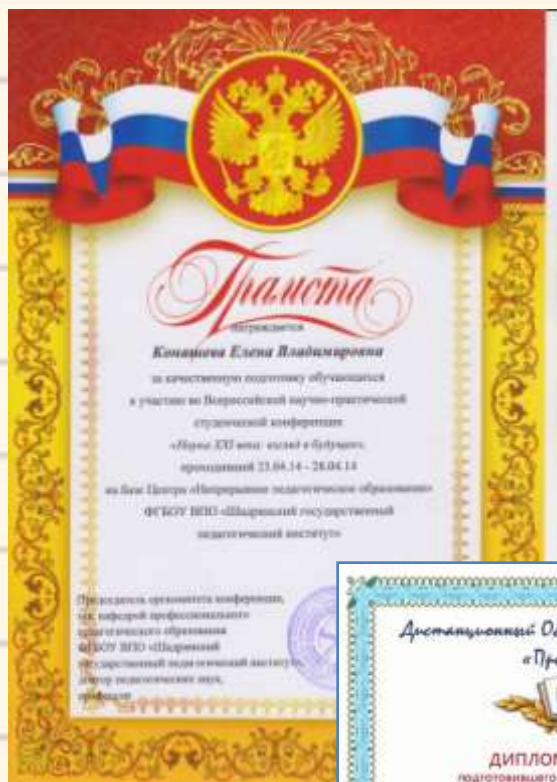 Грамота
награждается
Конашова Елена Владимировна
за качественную подготовку обучающихся
к участию во Всероссийской научно-практической
студенческой конференции
«Наука XXI века: взгляд в будущее»,
проходившей 23.04.14 - 28.04.14
на базе Центра «Непрерывное педагогическое образование»
ФГБОУ ВПО «Шадринский государственный
педагогический институт»
Председатель оргкомитета конференции,
зав. кафедрой профессионального
педагогического образования
ФГБОУ ВПО «Шадринский
государственный педагогический институт»,
доктор педагогических наук,
профессор
Дистанционный
ДИПЛОМ
подготовившего